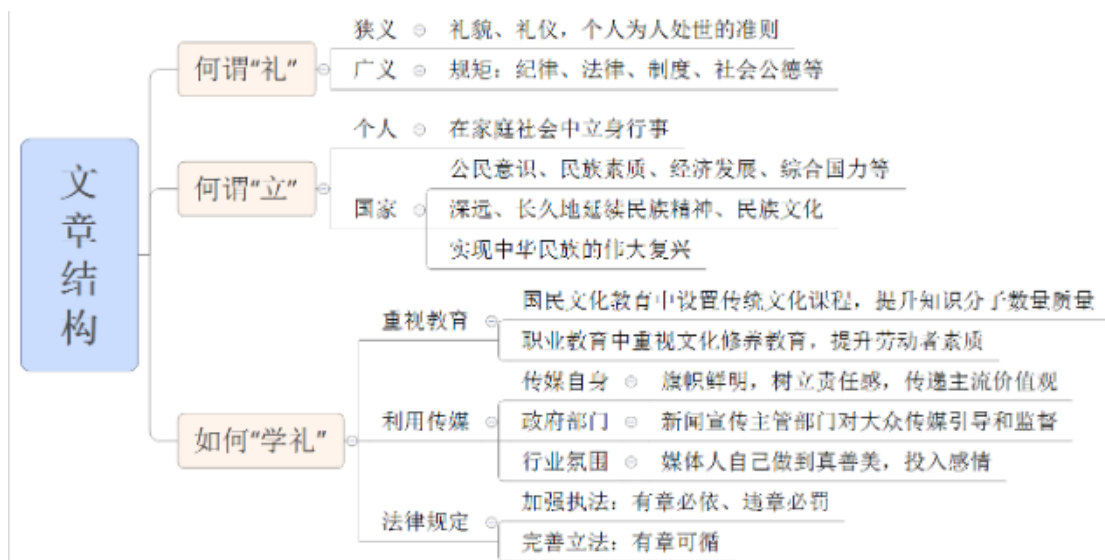 文章结构
何谓“礼”
狭义
礼貌、礼仪，个人为人处世的准则
广义
规矩：纪律、法律、制度、社会公德等
何谓“立”
个人
在家庭社会中立身行事
国家
公民意识、民族素质、经济发展、综合国力等
深远、长久地延续民族精神、民族文化
实现中华民族的伟大复兴
如何“学礼”
重视教育
国民文化教育中设置传统文化课程，提升知识分子数量质量
职业教育中重视文化修养教育，提升劳动者素质
利用传媒
传媒自身
旗帜鲜明，树立责任感，传递主流价值观
政府部门
新闻宣传主管部门对大众传媒引导和监督
行业氛围
媒体人自己做到真善美，投入感情
法律规定
加强执法：有章必依、违章必罚
完善立法：有章可循